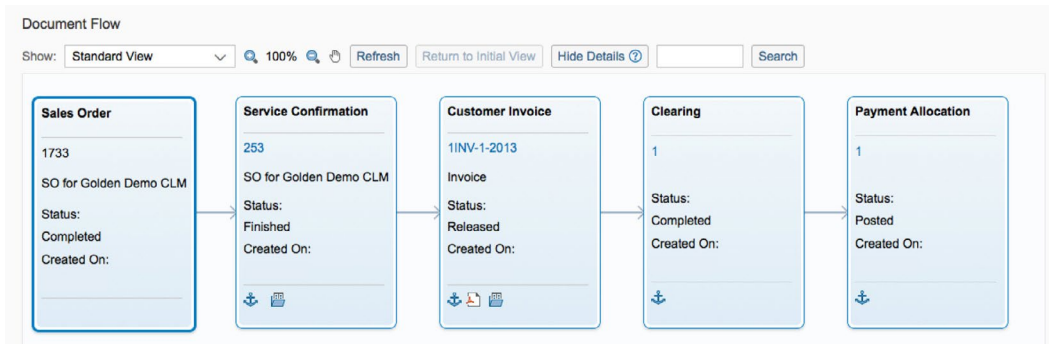 Document Flow
Show: Standard View 100% Refresh Return to Initial View Hide Details ? Search
Sales Order
1733
SO for Golden Demo CLM
Status:
Completed
Created On:
Service Confirmation
253
SO for Golden Demo CLM
Status:
Finished
Created On:
Customer Invoice
1INV-1-2013
Invoice
Status:
Released
Created On:
Clearing
1
Status:
Completed
Created On:
Payment Allocation
1
Status:
Posted
Created On: